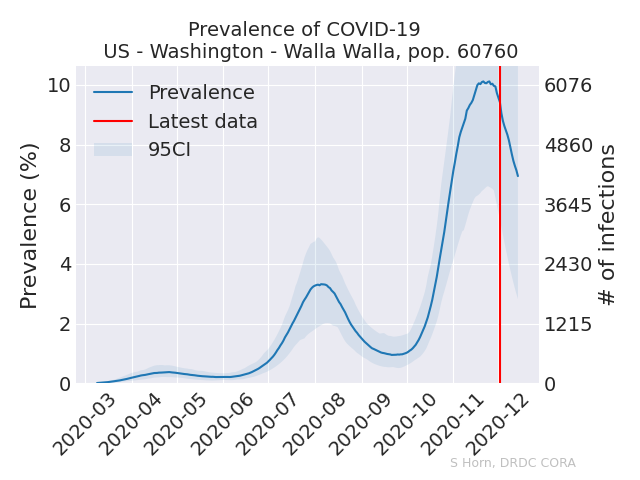 Prevalence of COVID-19
US - Washington - Walla Walla, pop. 60760
Prevalence
Latest data
95CI
Prevalence (%)
10
8
6
4
2
0
6076
4860
3645
2430
1215
0
# of infections
2020-03
2020-04
2020-05
2020-06
2020-07
2020-08
2020-09
2020-10
2020-11
2020-12
S Horn, DRDC CORA